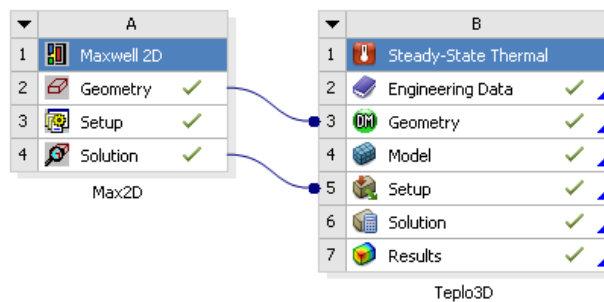 A
1 Maxwell 2D
2 Geometry
3 Setup
4 Solution
Max2D
B
1 Steady-State Thermal
2 Engineering Data
3 DM Geometry
4 Model
5 Setup
6 Solution
7 Results
Teplo3D